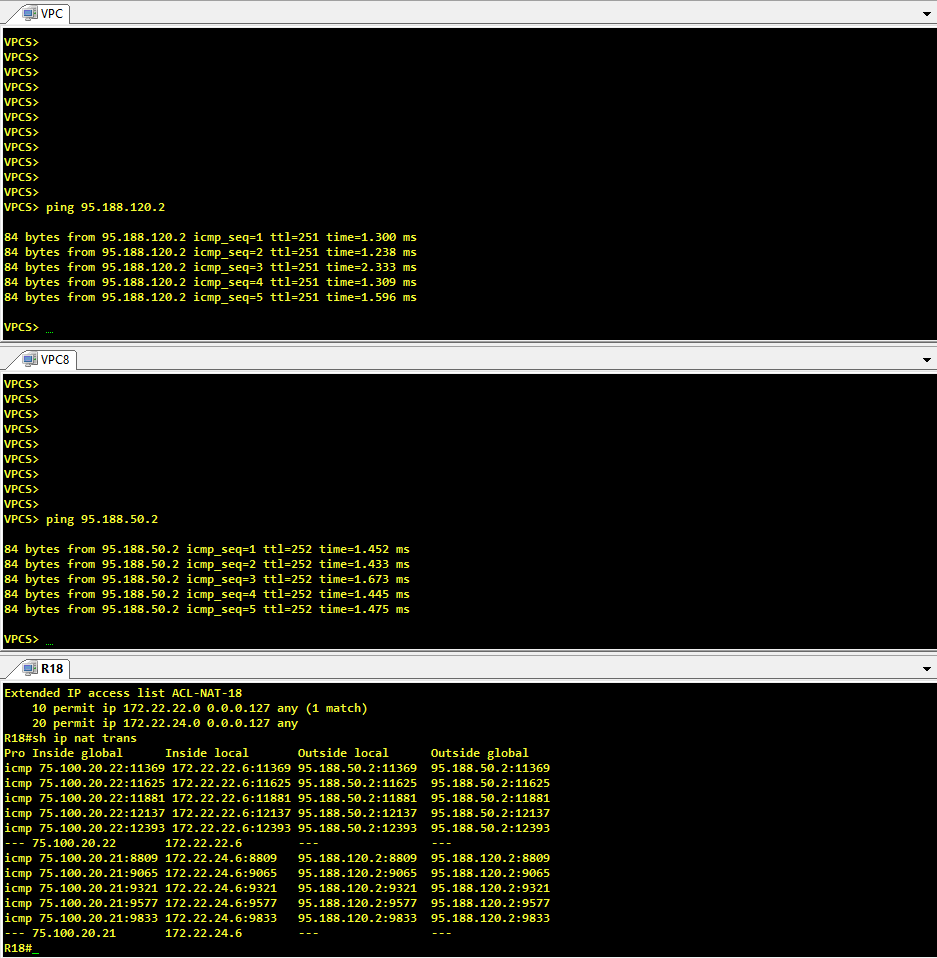 VPC
VPCS>
VPCS>
VPCS>
VPCS>
VPCS>
VPCS>
VPCS>
VPCS>
VPCS>
VPCS>
VPCS>
VPCS> ping 95.188.120.2
84 bytes from 95.188.120.2 icmp_seq=1 ttl=251 time=1.300 ms
84 bytes from 95.188.120.2 icmp_seq=2 ttl=251 time=1.238 ms
84 bytes from 95.188.120.2 icmp_seq=3 ttl=251 time=2.333 ms
84 bytes from 95.188.120.2 icmp_seq=4 ttl=251 time=1.309 ms
84 bytes from 95.188.120.2 icmp_seq=5 ttl=251 time=1.596 ms
VPCS> _
VPC8
VPCS>
VPCS>
VPCS>
VPCS>
VPCS>
VPCS>
VPCS>
VPCS>
VPCS>
VPCS> ping 95.188.50.2
84 bytes from 95.188.50.2 icmp_seq=1 ttl=252 time=1.452 ms
84 bytes from 95.188.50.2 icmp_seq=2 ttl=252 time=1.433 ms
84 bytes from 95.188.50.2 icmp_seq=3 ttl=252 time=1.673 ms
84 bytes from 95.188.50.2 icmp_seq=4 ttl=252 time=1.445 ms
84 bytes from 95.188.50.2 icmp_seq=5 ttl=252 time=1.475 ms
VPCS> _
R18
Extended IP access list ACL-NAT-18
    10 permit ip 172.22.22.0 0.0.0.127 any (1 match)
    20 permit ip 172.22.24.0 0.0.0.127 any
R18#sh ip nat trans
Pro Inside global      Inside local       Outside local      Outside global
icmp 75.100.20.22:11369 172.22.22.6:11369 95.188.50.2:11369  95.188.50.2:11369
icmp 75.100.20.22:11625 172.22.22.6:11625 95.188.50.2:11625  95.188.50.2:11625
icmp 75.100.20.22:11881 172.22.22.6:11881 95.188.50.2:11881  95.188.50.2:11881
icmp 75.100.20.22:12137 172.22.22.6:12137 95.188.50.2:12137  95.188.50.2:12137
icmp 75.100.20.22:12393 172.22.22.6:12393 95.188.50.2:12393  95.188.50.2:12393
--- 75.100.20.22       172.22.22.6        ---                ---
icmp 75.100.20.21:8809 172.22.24.6:8809   95.188.120.2:8809  95.188.120.2:8809
icmp 75.100.20.21:9065 172.22.24.6:9065   95.188.120.2:9065  95.188.120.2:9065
icmp 75.100.20.21:9321 172.22.24.6:9321   95.188.120.2:9321  95.188.120.2:9321
icmp 75.100.20.21:9577 172.22.24.6:9577   95.188.120.2:9577  95.188.120.2:9577
icmp 75.100.20.21:9833 172.22.24.6:9833   95.188.120.2:9833  95.188.120.2:9833
--- 75.100.20.21       172.22.24.6        ---                ---
R18#_